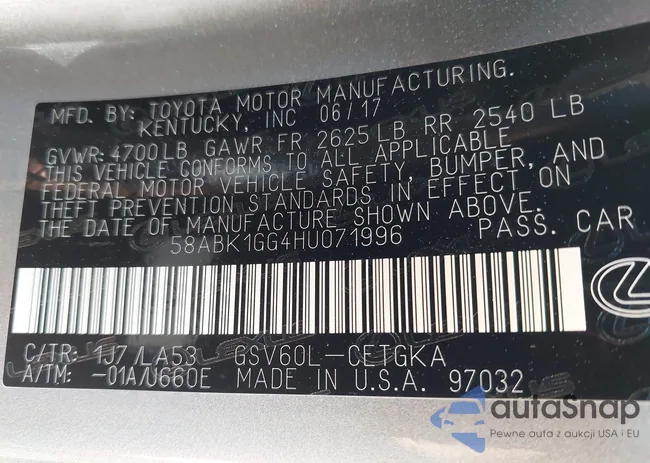 MFD. BY: TOYOTA MOTOR MANUFACTURING.
KENTUCKY, INC 06/17
GVWR: 4700LB GAWR FR 2625LB RR 2540 LB
THIS VEHICLE CONFORMS TO ALL APPLICABLE
FEDERAL MOTOR VEHICLE SAFETY, BUMPER, AND
THEFT PREVENTION STANDARDS IN EFFECT ON
THE DATE OF MANUFACTURE SHOWN ABOVE.
58ABK1GG4HU071996 PASS. CAR
C/TR: 1J7 /LA53 GSV60L-CETGKA
A/TM: -01A/U660E MADE IN U.S.A. 97032
autaSnap
Pewne auta z aukcji USA i EU